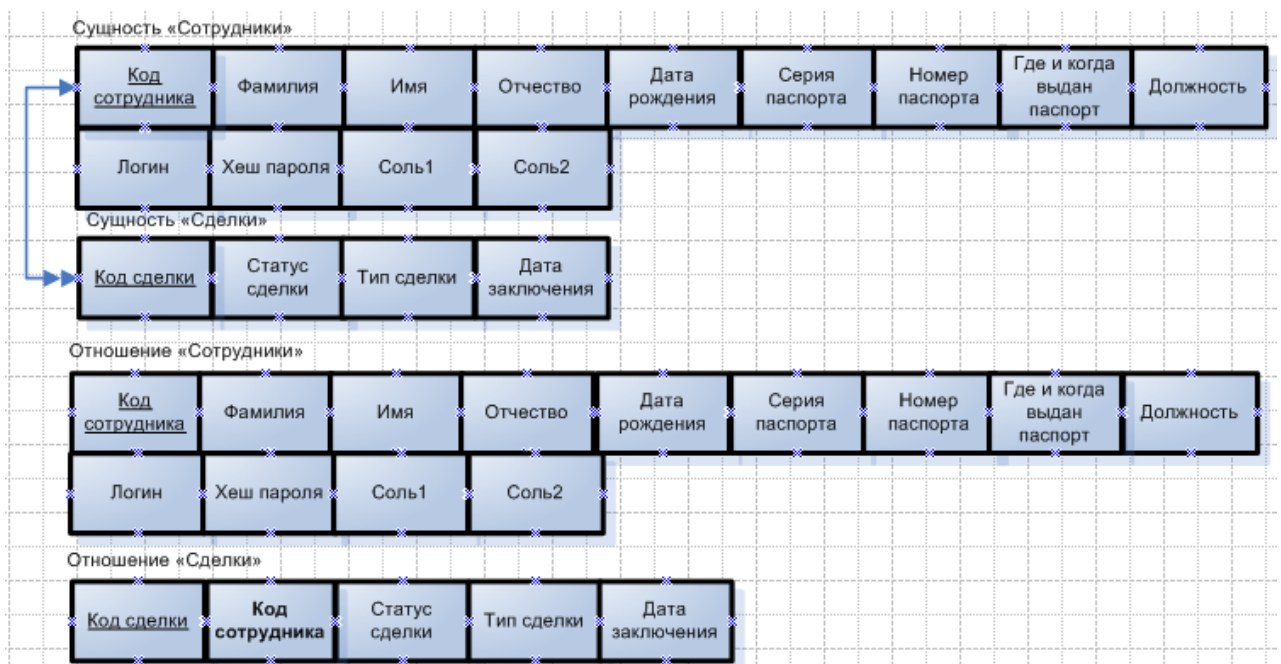 Сущность «Сотрудники»
Код сотрудника
Фамилия
Имя
Отчество
Дата рождения
Серия паспорта
Номер паспорта
Где и когда выдан паспорт
Должность
Логин
Хеш пароля
Соль1
Соль2
Сущность «Сделки»
Код сделки
Статус сделки
Тип сделки
Дата заключения
Отношение «Сотрудники»
Код сотрудника
Фамилия
Имя
Отчество
Дата рождения
Серия паспорта
Номер паспорта
Где и когда выдан паспорт
Должность
Логин
Хеш пароля
Соль1
Соль2
Отношение «Сделки»
Код сделки
Код сотрудника
Статус сделки
Тип сделки
Дата заключения